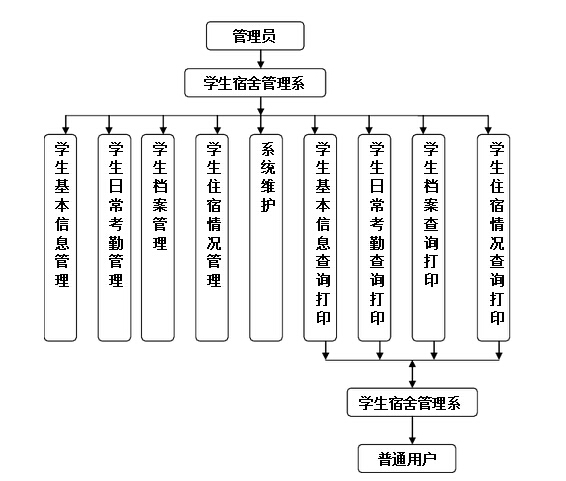 管理员
学生宿舍管理系
学生基本信息管理
学生日常考勤管理
学生档案管理
学生住宿情况管理
系统维护
学生基本信息查询打印
学生日常考勤查询打印
学生档案查询打印
学生住宿情况查询打印
学生宿舍管理系
普通用户